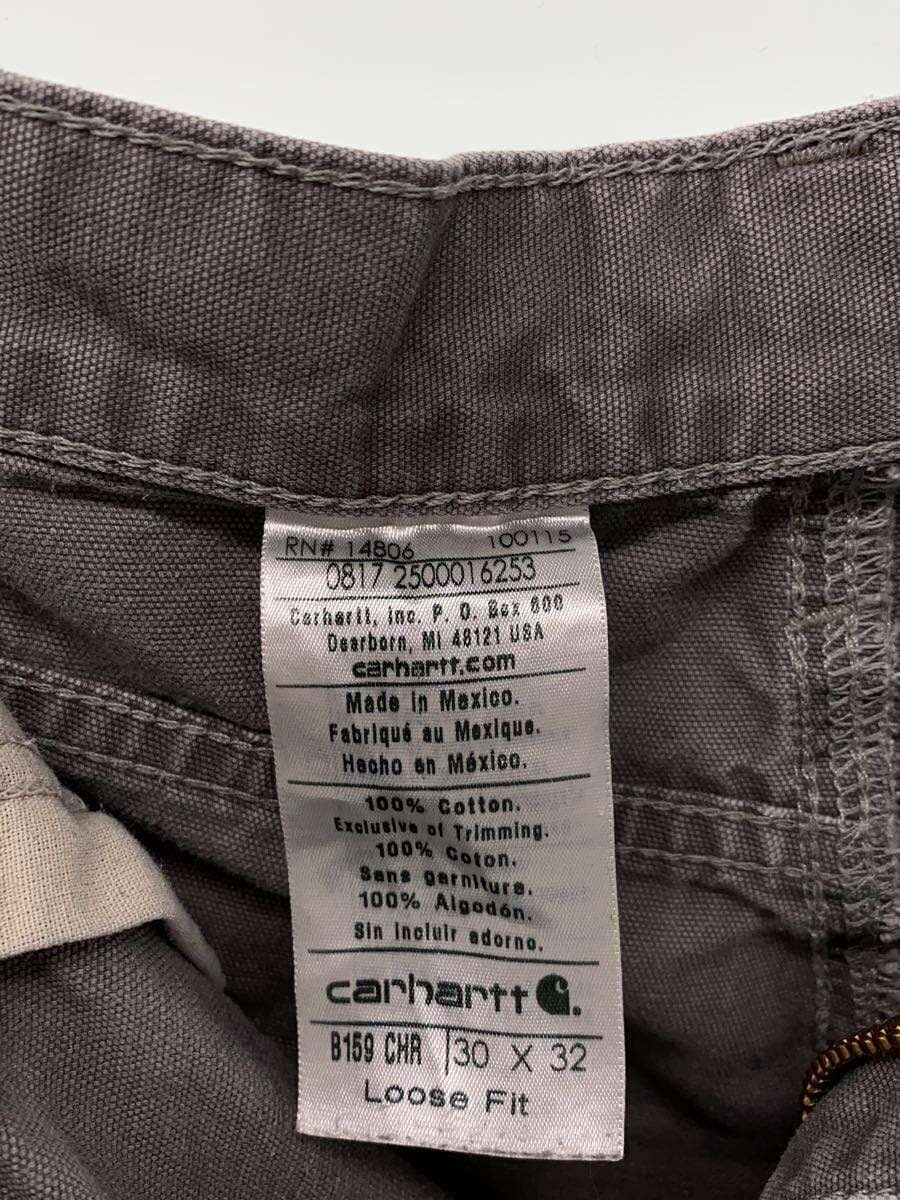 RN# 14806 100115
0817 2500016253
Carhartt, Inc. P. O. Box 600
Dearborn, MI 48121 USA
carhartt.com
Made in Mexico.
Fabriqué au Mexique.
Hecho en México.
100% Cotton.
Exclusive of Trimming.
100% Coton.
Sans garniture.
100% Algodón.
Sin incluir adorno.
carhartt
B159 CHR 30 X 32
Loose Fit